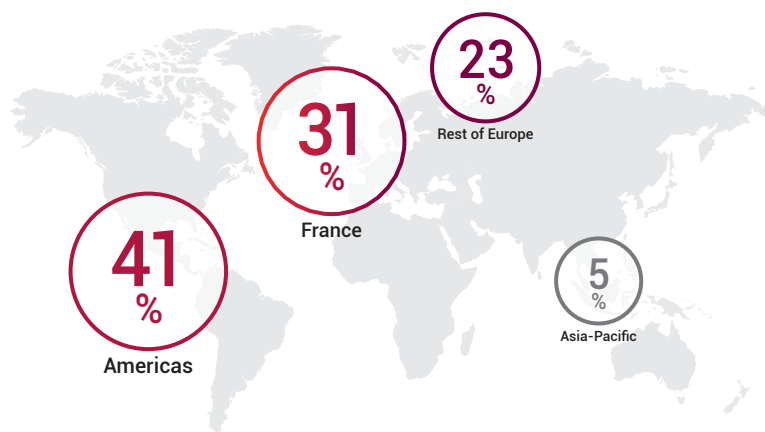 23
%
Rest of Europe
31
%
France
41
%
Americas
5
%
Asia-Pacific